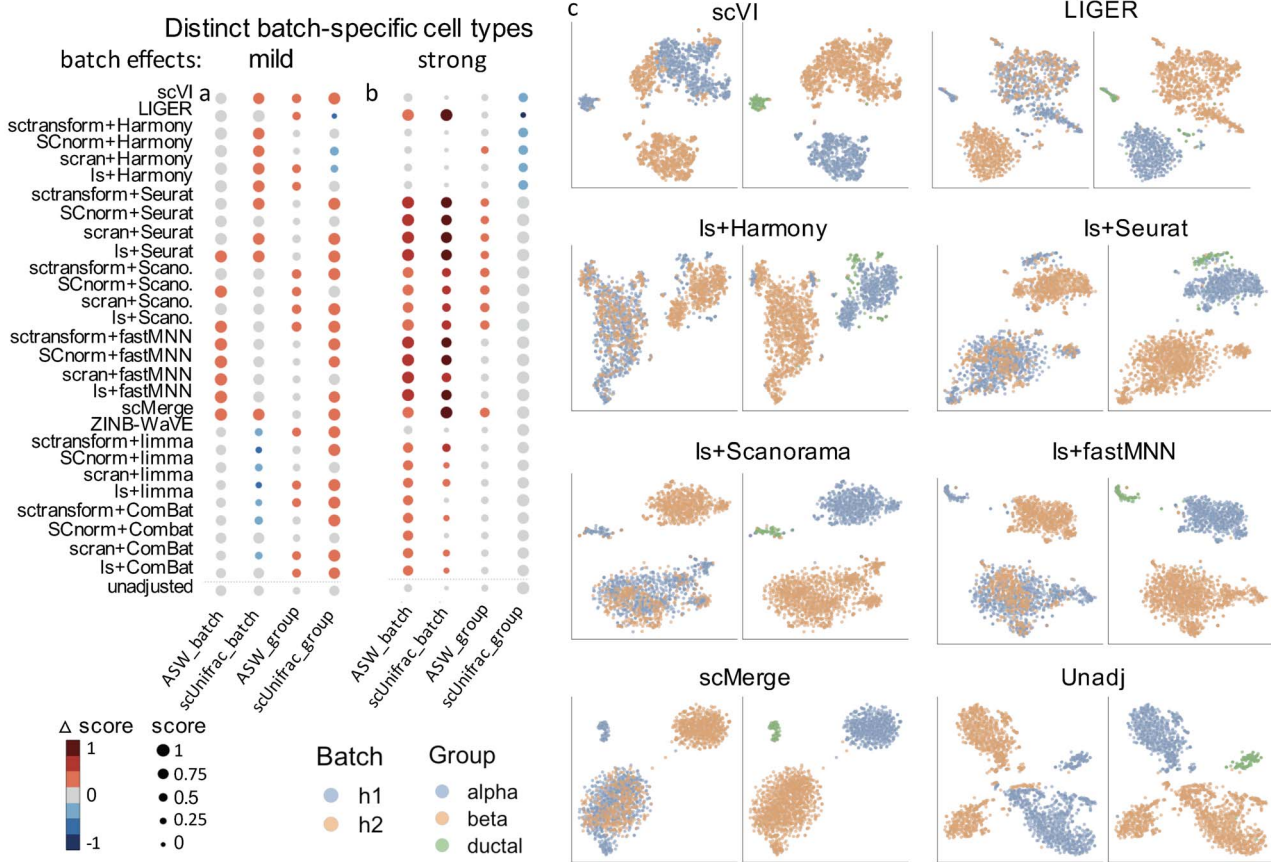 Distinct batch-specific cell types
batch effects: mild strong
a
b
scVI
LIGER
sctransform+Harmony
SCnorm+Harmony
scran+Harmony
ls+Harmony
sctransform+Seurat
SCnorm+Seurat
scran+Seurat
ls+Seurat
sctransform+Scano.
SCnorm+Scano.
scran+Scano.
ls+Scano.
sctransform+fastMNN
SCnorm+fastMNN
scran+fastMNN
ls+fastMNN
scMerge
ZINB-WaVE
sctransform+limma
SCnorm+limma
scran+limma
ls+limma
sctransform+ComBat
SCnorm+Combat
scran+ComBat
ls+ComBat
unadjusted
ASW_batch
scUnifrac_batch
ASW_group
scUnifrac_group
ASW_batch
scUnifrac_batch
ASW_group
scUnifrac_group
△ score
1
0
-1
score
1
0.75
0.5
0.25
0
Batch
h1
h2
Group
alpha
beta
ductal
c
scVI
LIGER
ls+Harmony
ls+Seurat
ls+Scanorama
ls+fastMNN
scMerge
Unadj